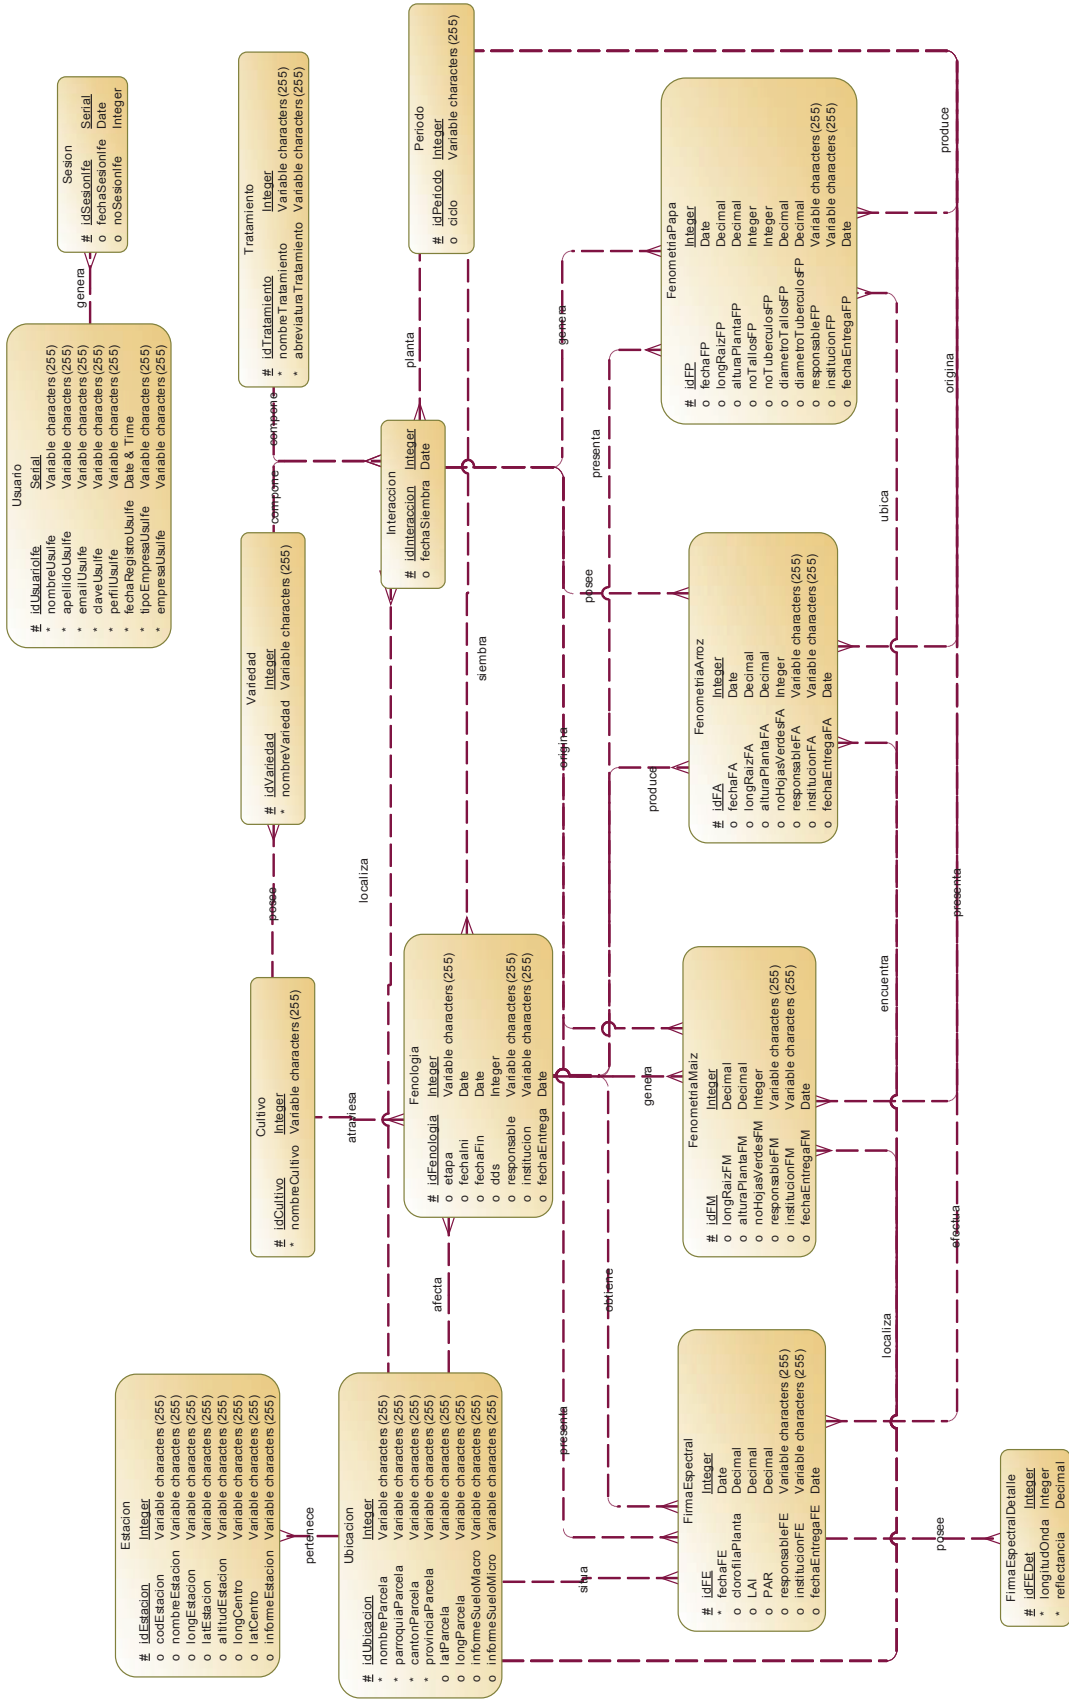 Usuario
# idUsuarioIfe Serial
* nombreUsuIfe Variable characters (255)
* apellidoUsuIfe Variable characters (255)
* emailUsuIfe Variable characters (255)
* claveUsuIfe Variable characters (255)
* perfilUsuIfe Variable characters (255)
* fechaRegistroUsuIfe Date & Time
* tipoEmpresaUsuIfe Variable characters (255)
* empresaUsuIfe Variable characters (255)
genera
Sesion
# idSesionIfe Serial
o fechaSesionIfe Date
o noSesionIfe Integer
Estacion
# idEstacion Integer
o codEstacion Variable characters (255)
o nombreEstacion Variable characters (255)
o longEstacion Variable characters (255)
o latEstacion Variable characters (255)
o altitudEstacion Variable characters (255)
o longCentro Variable characters (255)
o latCentro Variable characters (255)
o informeEstacion Variable characters (255)
pertenece
Cultivo
# idCultivo Integer
* nombreCultivo Variable characters (255)
posee
Variedad
# idVariedad Integer
* nombreVariedad Variable characters (255)
compone
compone
Tratamiento
# idTratamiento Integer
* nombreTratamiento Variable characters (255)
* abreviaturaTratamiento Variable characters (255)
Ubicacion
# idUbicacion Integer
* nombreParcela Variable characters (255)
* parroquiaParcela Variable characters (255)
* cantonParcela Variable characters (255)
* provinciaParcela Variable characters (255)
o latParcela Variable characters (255)
o longParcela Variable characters (255)
o informeSueloMacro Variable characters (255)
o informeSueloMicro Variable characters (255)
atraviesa
localiza
afecta
Fenologia
# idFenologia Integer
o etapa Variable characters (255)
o fechaIni Date
o fechaFin Date
o dds Integer
o responsable Variable characters (255)
o institucion Variable characters (255)
o fechaEntrega Date
siembra
Interaccion
# idInteraccion Integer
o fechaSiembra Date
planta
Periodo
# idPeriodo Integer
o ciclo Variable characters (255)
presenta
origina
posee
genera
situa
obtiene
genera
produce
presenta
FirmaEspectral
# idFE Integer
* fechaFE Date
o clorofilaPlanta Decimal
o LAI Decimal
o PAR Decimal
o responsableFE Variable characters (255)
o institucionFE Variable characters (255)
o fechaEntregaFE Date
FenometriaMaiz
# idFM Integer
o longRaizFM Decimal
o alturaPlantaFM Decimal
o noHojasVerdesFM Integer
o responsableFM Variable characters (255)
o institucionFM Variable characters (255)
o fechaEntregaFM Date
FenometriaArroz
# idFA Integer
o fechaFA Date
o longRaizFA Decimal
o alturaPlantaFA Decimal
o noHojasVerdesFA Integer
o responsableFA Variable characters (255)
o institucionFA Variable characters (255)
o fechaEntregaFA Date
FenometriaPapa
# idFP Integer
o fechaFP Date
o longRaizFP Decimal
o alturaPlantaFP Decimal
o noTallosFP Integer
o noTuberculosFP Integer
o diametroTallosFP Decimal
o diametroTuberculosFP Decimal
o responsableFP Variable characters (255)
o institucionFP Variable characters (255)
o fechaEntregaFP Date
localiza
encuentra
ubica
posee
efectua
presenta
origina
produce
FirmaEspectralDetalle
# idFEDet Integer
* longitudOnda Integer
* reflectancia Decimal